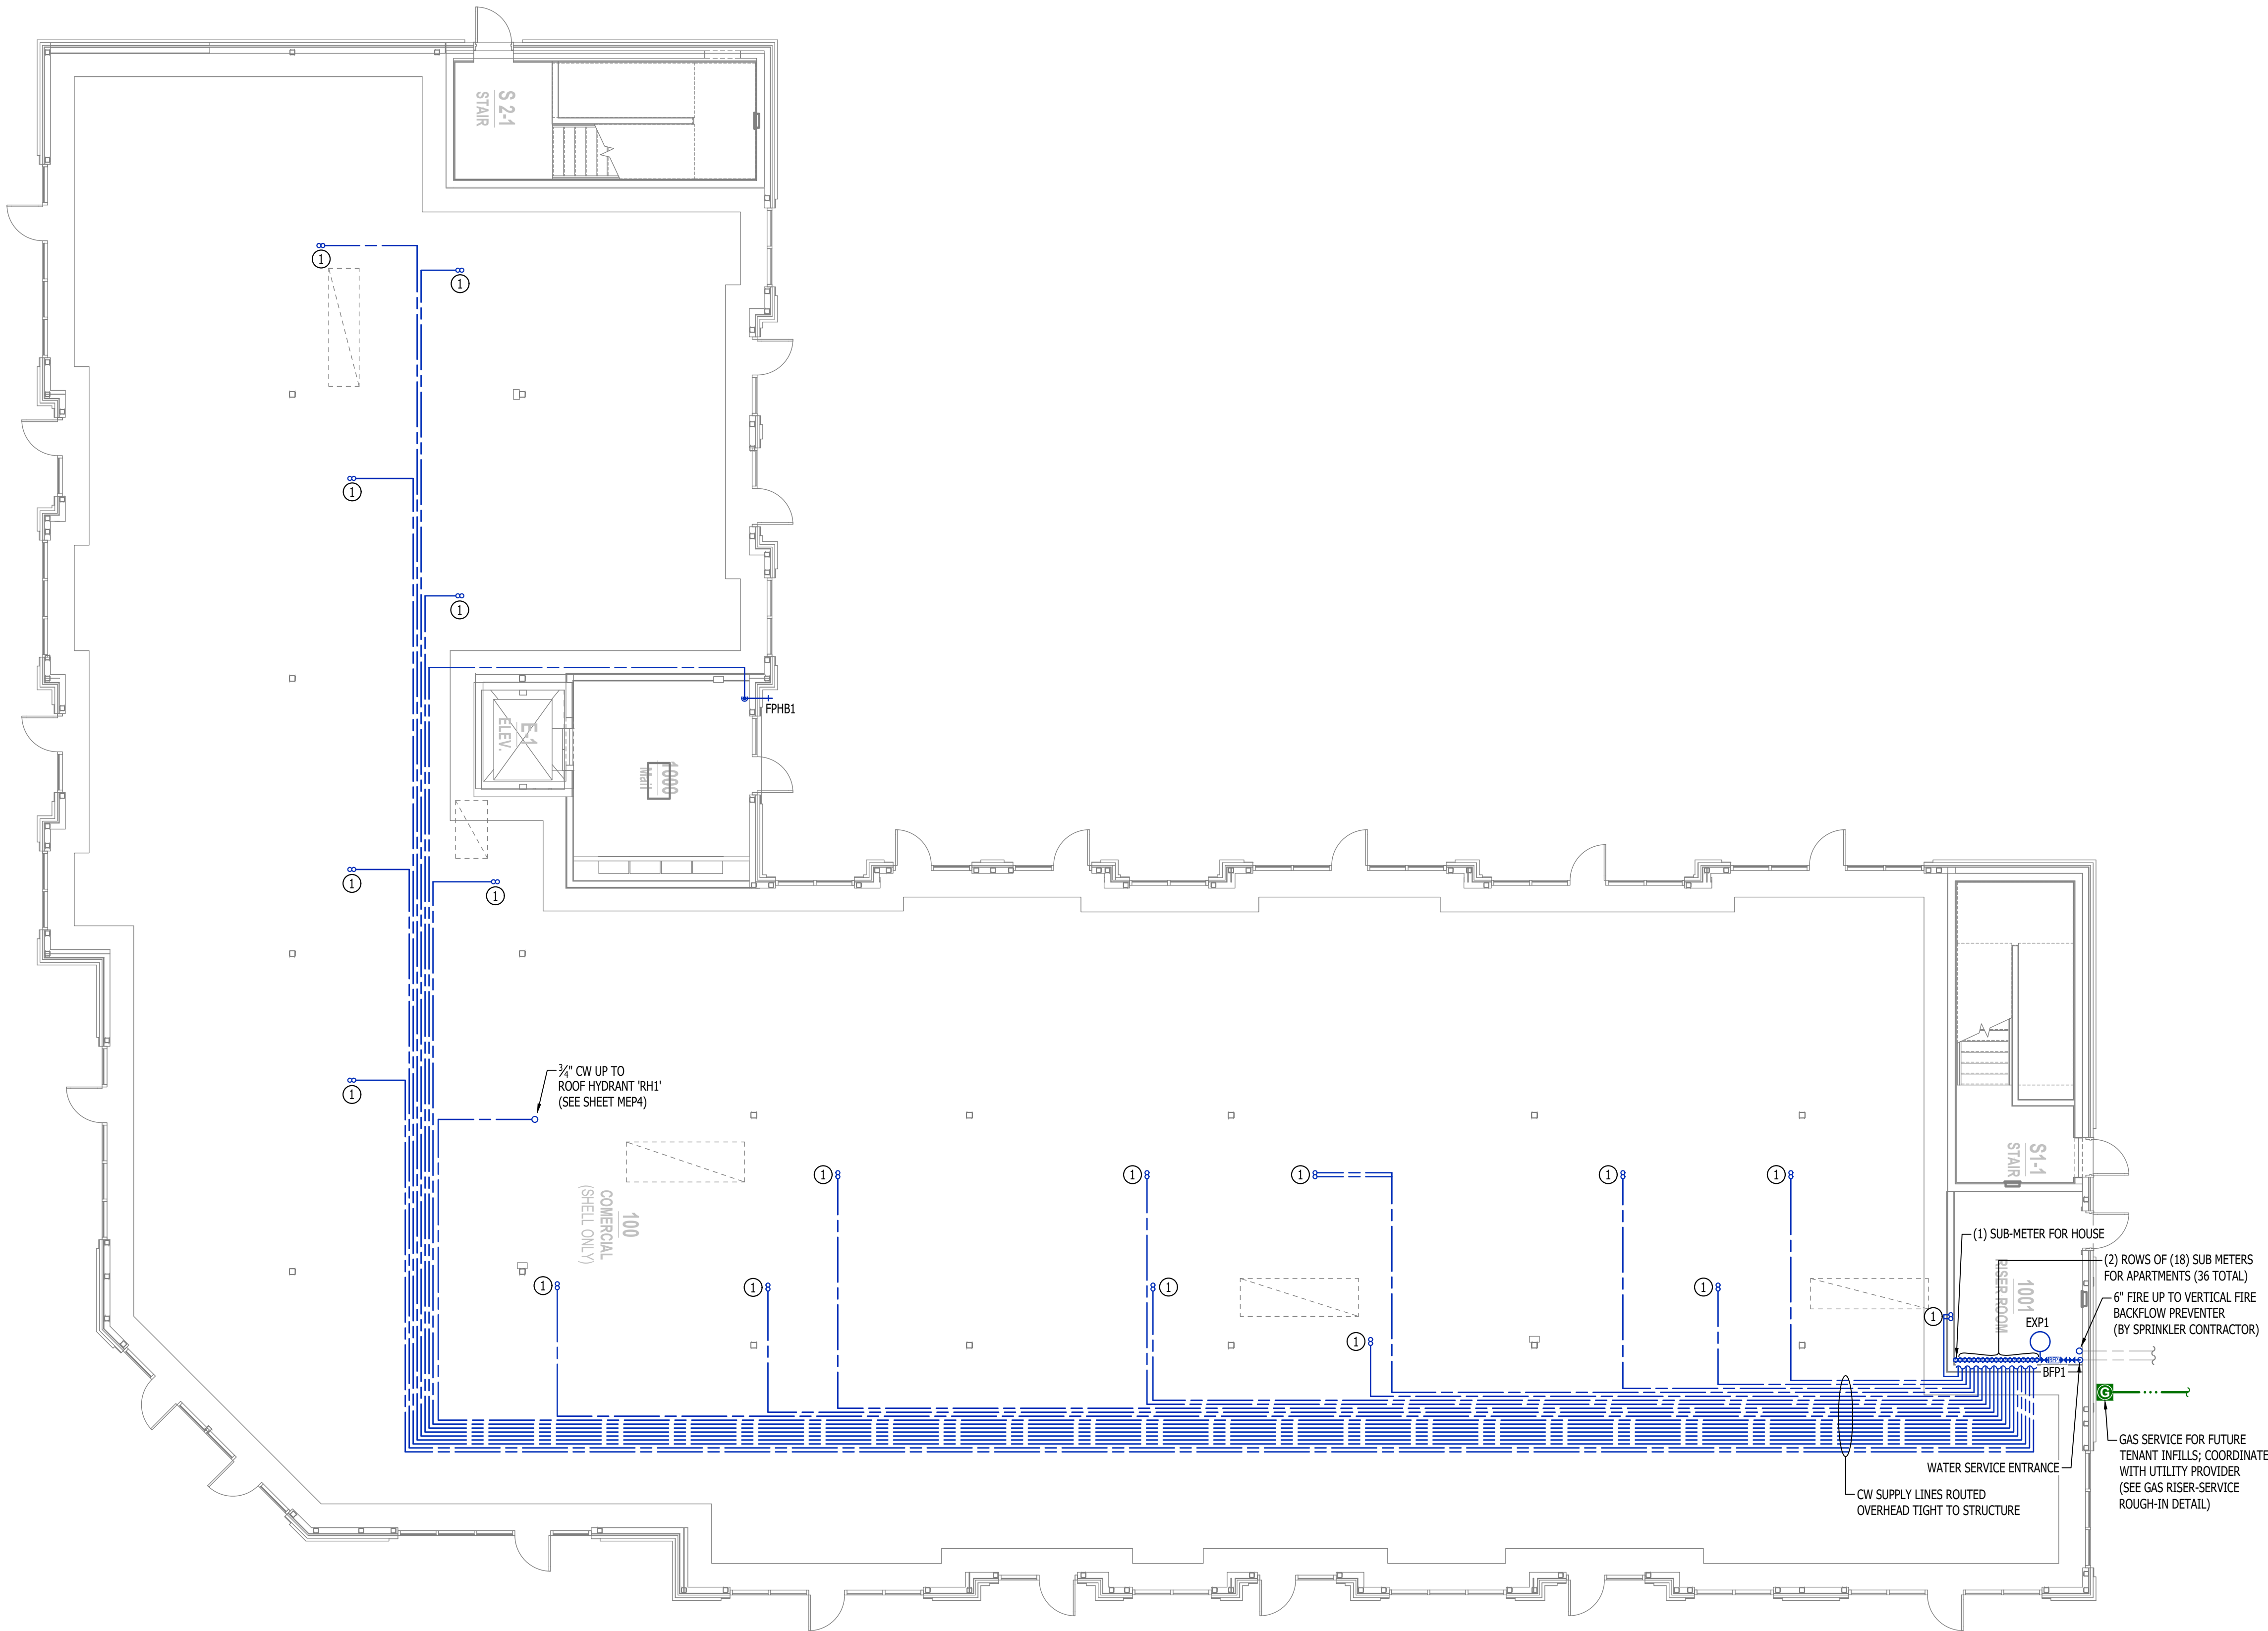 S 2-1
STAIR
1
1
1
1
FPHB1
E1
ELEV.
1000
Mail
1
1
1
¾" CW UP TO
ROOF HYDRANT 'RH1'
(SEE SHEET MEP4)
1
1
1
1
1
100
COMERCIAL
(SHELL ONLY)
1
1
1
1
1
1
S1-1
STAIR
(1) SUB-METER FOR HOUSE
(2) ROWS OF (18) SUB METERS
FOR APARTMENTS (36 TOTAL)
1001
RISER ROOM
6" FIRE UP TO VERTICAL FIRE
BACKFLOW PREVENTER
(BY SPRINKLER CONTRACTOR)
EXP1
BFP1
G
GAS SERVICE FOR FUTURE
TENANT INFILLS; COORDINATE
WITH UTILITY PROVIDER
(SEE GAS RISER-SERVICE
ROUGH-IN DETAIL)
WATER SERVICE ENTRANCE
CW SUPPLY LINES ROUTED
OVERHEAD TIGHT TO STRUCTURE